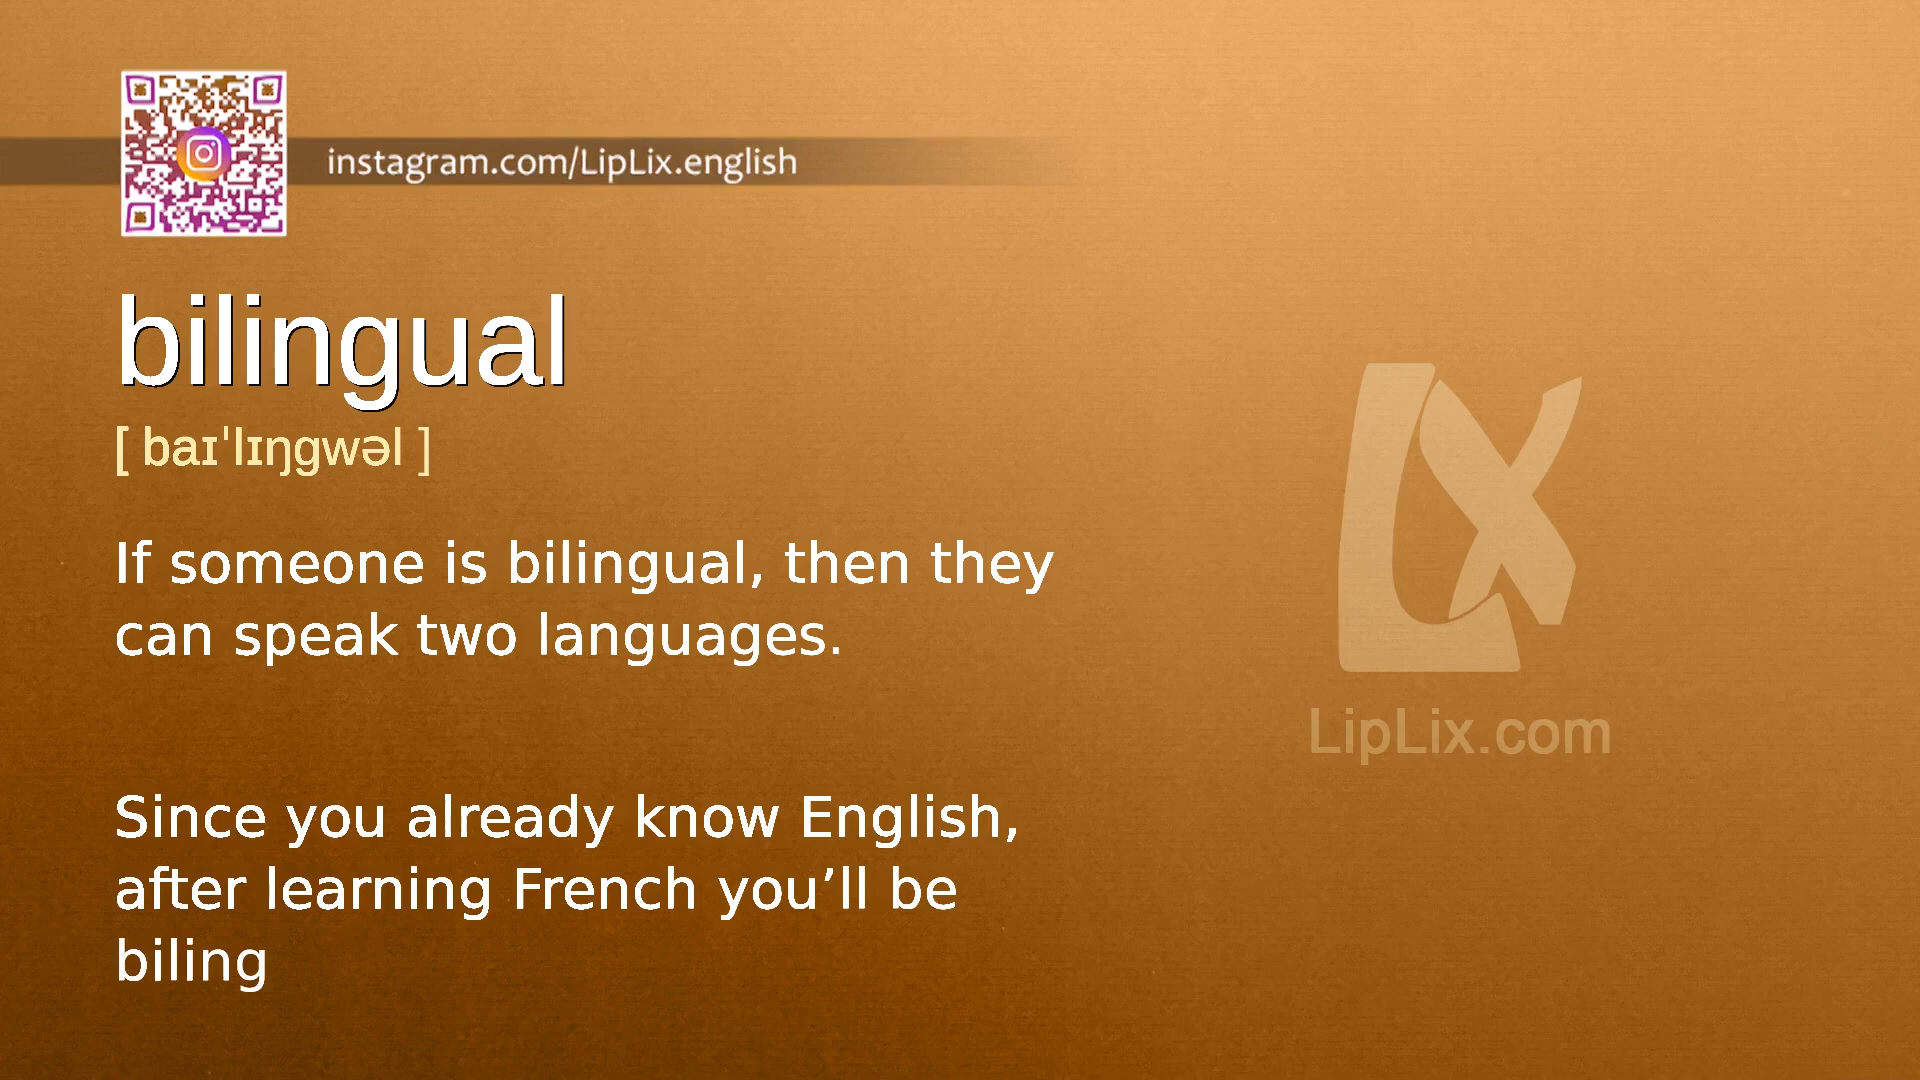 instagram.com/LipLix.english
bilingual
[ baɪˈlɪŋgwəl ]
If someone is bilingual, then they
can speak two languages.
Since you already know English,
after learning French you’ll be
biling
LX
LipLix.com